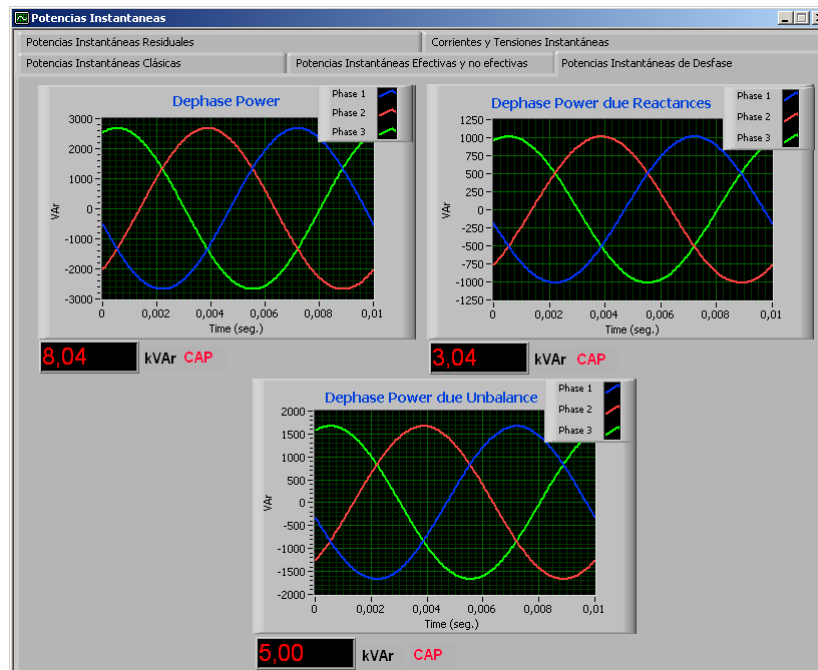 Potencias Instantaneas
Potencias Instantáneas Residuales
Corrientes y Tensiones Instantáneas
Potencias Instantáneas Clásicas
Potencias Instantáneas Efectivas y no efectivas
Potencias Instantáneas de Desfase
Dephase Power
Phase 1
Phase 2
Phase 3
3000
2000
1000
0
-1000
-2000
-3000
VAr
0 0,002 0,004 0,006 0,008 0,01
Time (seg.)
8,04 kVAr CAP
Dephase Power due Reactances
Phase 1
Phase 2
Phase 3
1250
1000
750
500
250
0
-250
-500
-750
-1000
-1250
VAr
0 0,002 0,004 0,006 0,008 0,01
Time (seg.)
3,04 kVAr CAP
Dephase Power due Unbalance
Phase 1
Phase 2
Phase 3
2000
1500
1000
500
0
-500
-1000
-1500
-2000
VAr
0 0,002 0,004 0,006 0,008 0,01
Time (seg.)
5,00 kVAr CAP